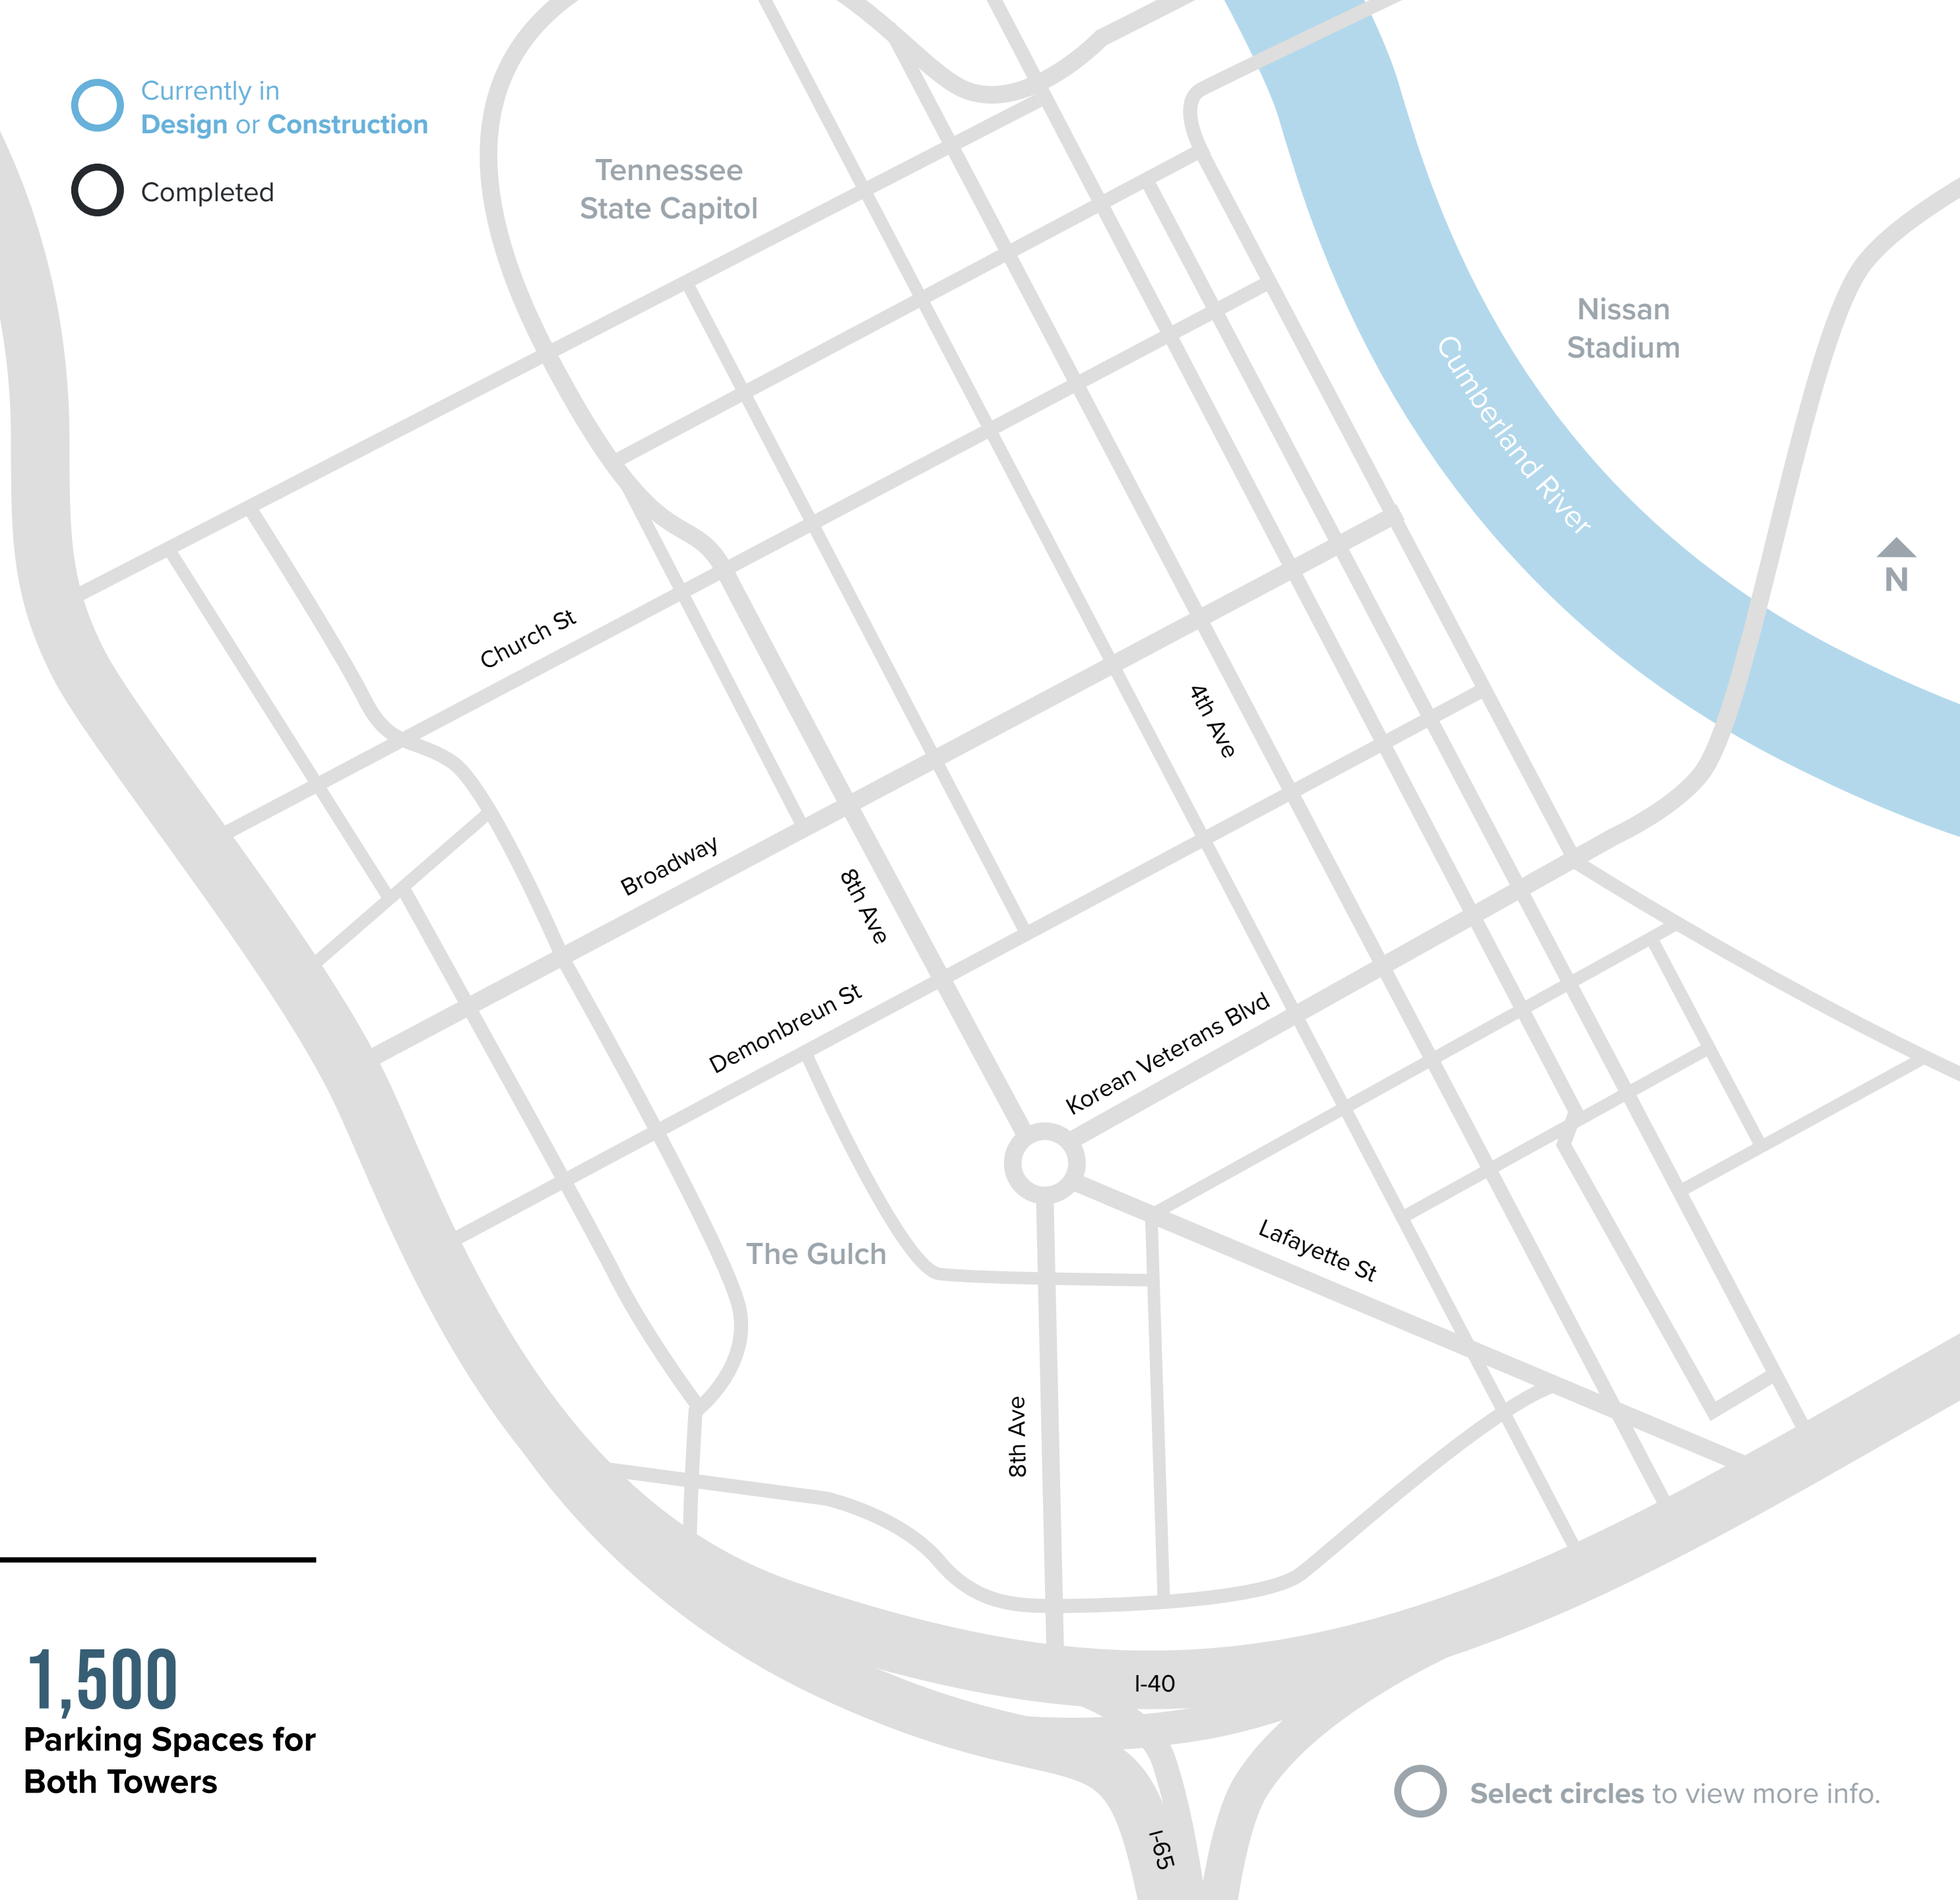 Currently in
Design or Construction
Completed
Tennessee
State Capitol
Nissan
Stadium
Cumberland River
N
Church St
4th Ave
Broadway
8th Ave
Demonbreun St
Korean Veterans Blvd
The Gulch
Lafayette St
8th Ave
1,500
Parking Spaces for
Both Towers
I-40
Select circles to view more info.
I-65